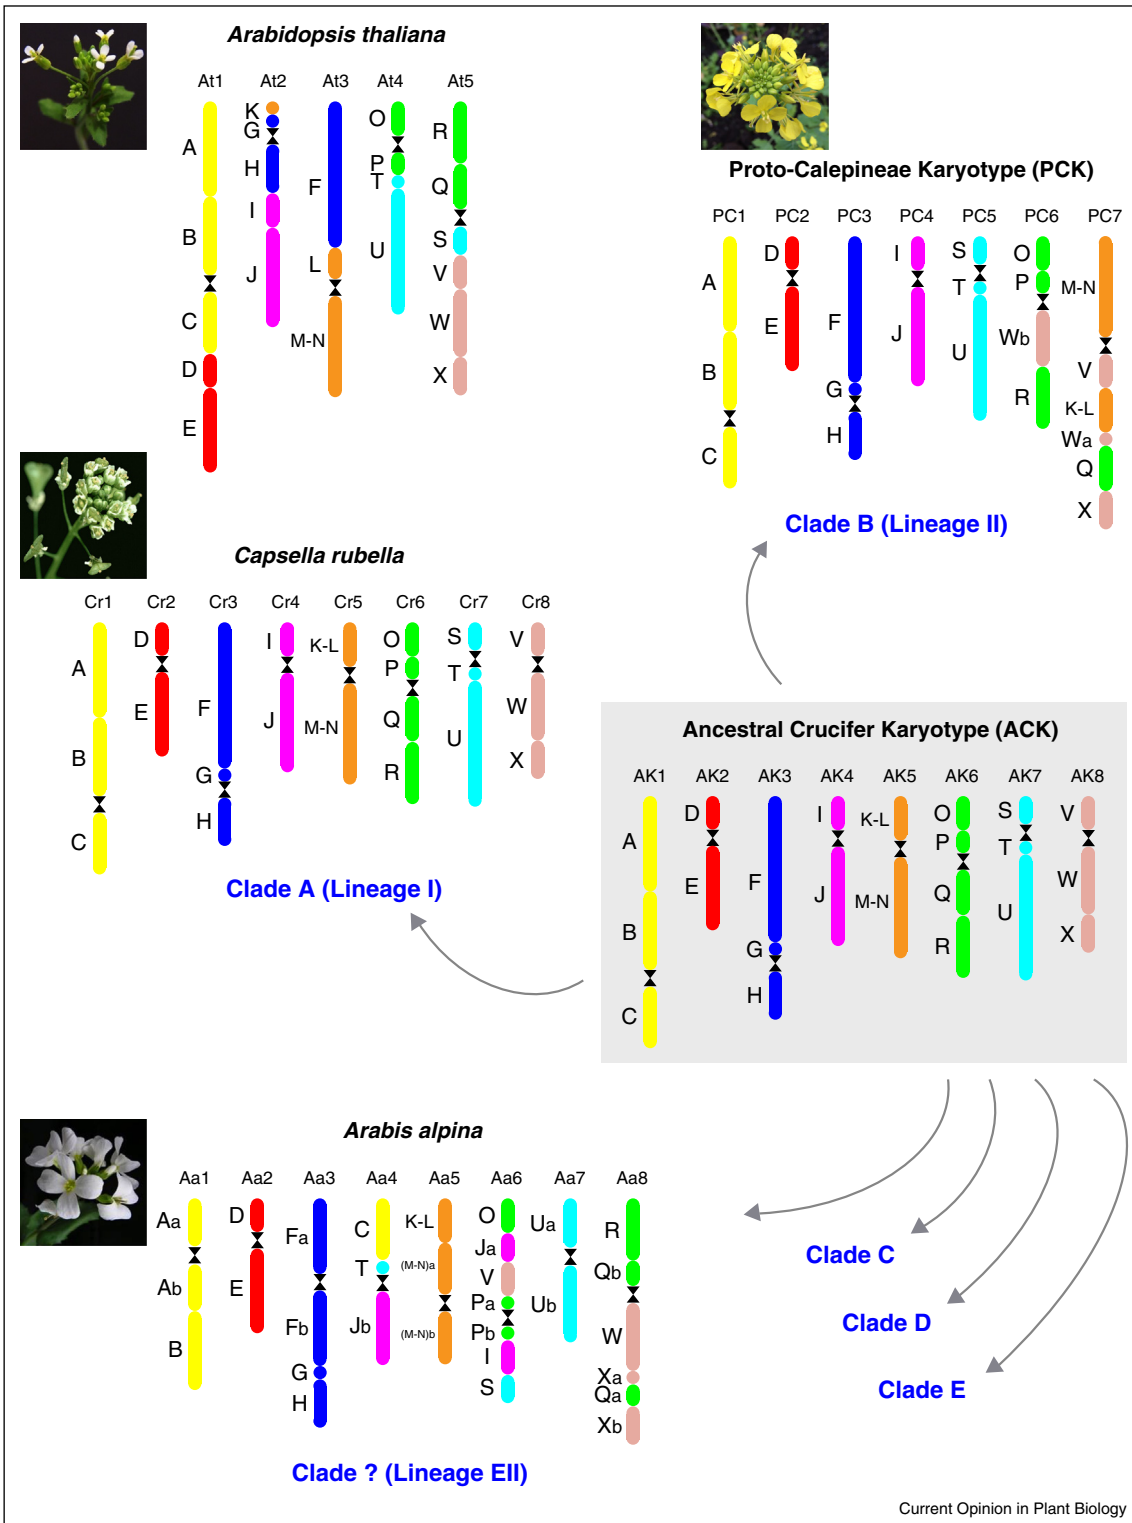 Arabidopsis thaliana
At1 At2 At3 At4 At5
A
B
C
D
E
K
G
H
I
J
F
L
M-N
O
P
T
U
R
Q
S
V
W
X
Proto-Calepineae Karyotype (PCK)
PC1 PC2 PC3 PC4 PC5 PC6 PC7
A
B
C
D
E
F
G
H
I
J
S
T
U
O
P
Wb
R
M-N
V
K-L
Wa
Q
X
Clade B (Lineage II)
Capsella rubella
Cr1 Cr2 Cr3 Cr4 Cr5 Cr6 Cr7 Cr8
A
B
C
D
E
F
G
H
I
J
K-L
M-N
O
P
Q
R
S
T
U
V
W
X
Clade A (Lineage I)
Ancestral Crucifer Karyotype (ACK)
AK1 AK2 AK3 AK4 AK5 AK6 AK7 AK8
A
B
C
D
E
F
G
H
I
J
K-L
M-N
O
P
Q
R
S
T
U
V
W
X
Arabis alpina
Aa1 Aa2 Aa3 Aa4 Aa5 Aa6 Aa7 Aa8
Aa
Ab
B
D
E
Fa
Fb
G
H
C
T
Jb
K-L
(M-N)a
(M-N)b
O
Ja
V
Pa
Pb
I
S
Ua
Ub
R
Qb
W
Xa
Qa
Xb
Clade ? (Lineage EII)
Clade C
Clade D
Clade E
Current Opinion in Plant Biology